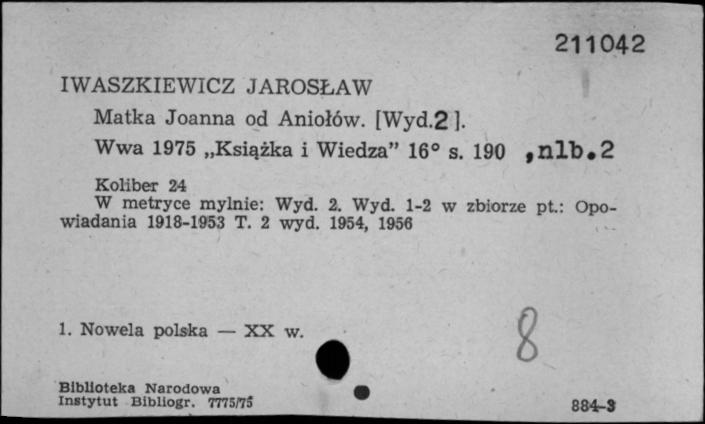 211042
IWASZKIEWICZ JAROSŁAW
Matka Joanna od Aniołów. [Wyd.2].
Wwa 1975 „Książka i Wiedza” 16° s. 190 ,nlb.2
Koliber 24
W metryce mylnie: Wyd. 2. Wyd. 1-2 w zbiorze pt.: Opo-
wiadania 1918-1953 T. 2 wyd. 1954, 1956
1. Nowela polska — XX w.
8
Biblioteka Narodowa
Instytut Bibliogr. 7775/75
884-3